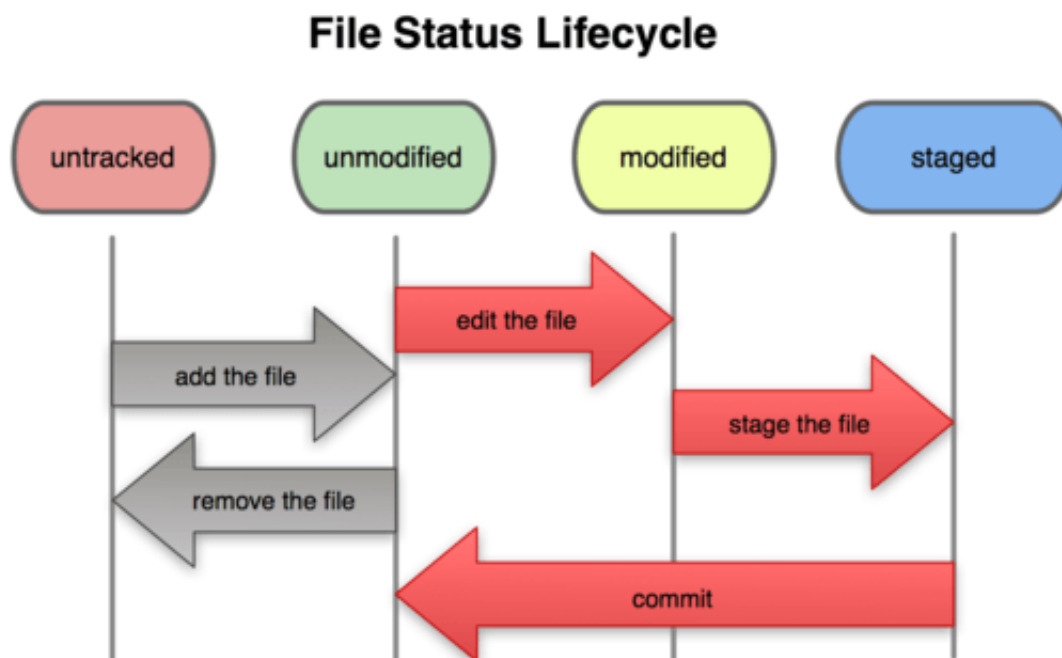 File Status Lifecycle
untracked unmodified modified staged
edit the file
add the file
stage the file
remove the file
commit